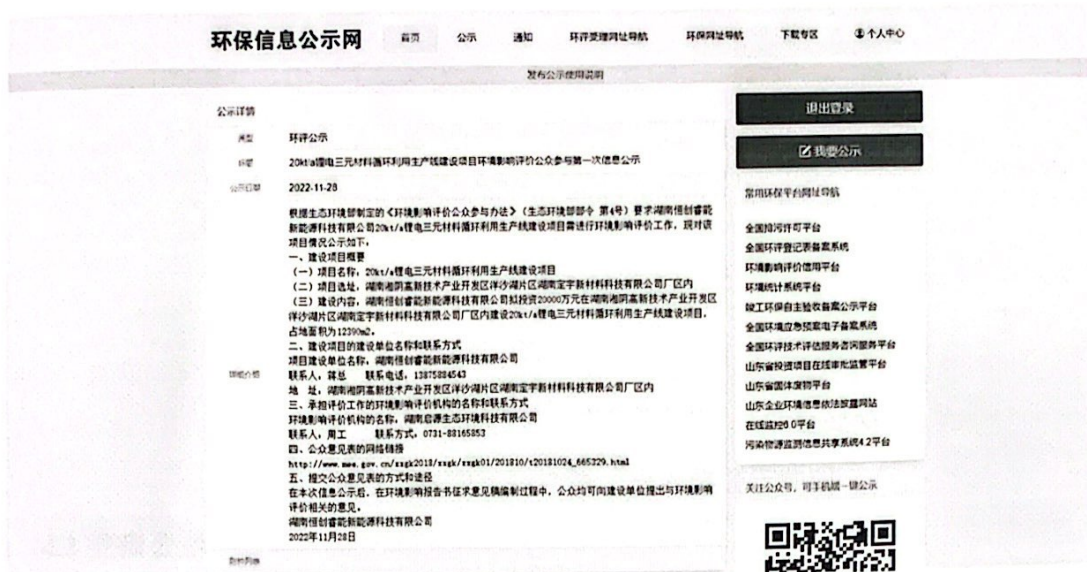 环保信息公示网
首页 公示 通知 环评受理网址导航 环保网址导航 下载专区 个人中心
发布公示使用说明
公示详情
类型 环评公示
标题 20kt/a锂电三元材料循环利用生产线建设项目环境影响评价公众参与第一次信息公示
公示日期 2022-11-28
详细介绍
根据生态环境部制定的《环境影响评价公众参与办法》（生态环境部部令 第4号）要求湖南恒创睿能
新能源科技有限公司20kt/a锂电三元材料循环利用生产线建设项目需进行环境影响评价工作，现对该
项目情况公示如下。
一、建设项目概要
（一）项目名称，20kt/a锂电三元材料循环利用生产线建设项目
（二）项目选址，湖南湘阴高新技术产业开发区洋沙湖片区湖南宝宇新材料科技有限公司厂区内
（三）建设内容，湖南恒创睿能新能源科技有限公司拟投资20000万元在湖南湘阴高新技术产业开发区
洋沙湖片区湖南宝宇新材料科技有限公司厂区内建设20kt/a锂电三元材料循环利用生产线建设项目，
占地面积为12390m2。
二、建设项目的建设单位名称和联系方式
项目建设单位名称，湖南恒创睿能新能源科技有限公司
联系人，蒋总 联系电话，13875884543
地 址，湖南湘阴高新技术产业开发区洋沙湖片区湖南宝宇新材料科技有限公司厂区内
三、承担评价工作的环境影响评价机构的名称和联系方式
环境影响评价机构的名称，湖南启源生态环境科技有限公司
联系人，周工 联系方式，0731-88165853
四、公众意见表的网络链接
http://www.mee.gov.cn/xxgk2018/xxgk/xxgk01/201810/t20181024_665329.html
五、提交公众意见表的方式和途径
在本次信息公示后，在环境影响报告书征求意见稿编制过程中，公众均可向建设单位提出与环境影响
评价相关的意见。
湖南恒创睿能新能源科技有限公司
2022年11月28日
附件列表
退出登录
我要公示
常用环保平台网址导航
全国排污许可平台
全国环评登记表备案系统
环境影响评价信用平台
环境统计系统平台
竣工环保自主验收备案公示平台
全国环境应急预案电子备案系统
全国环评技术评估服务咨询服务平台
山东省投资项目在线审批监管平台
山东省固体废物平台
山东企业环境信息依法披露网站
在线监控6.0平台
污染物源监测信息共享系统4.2平台
关注公众号，可手机端一键公示